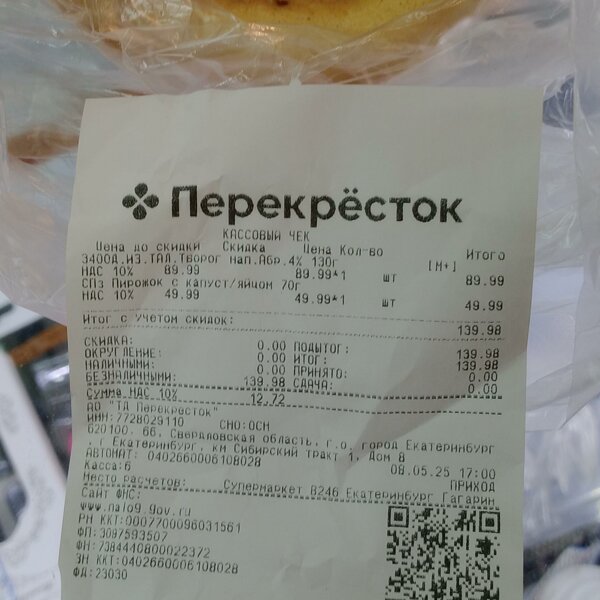 Перекрёсток
КАССОВЫЙ ЧЕК
Цена до скидки Скидка Цена Кол-во Итого
3400Д.ИЗ.ТАЛ.Творог нап.Абр.4% 130г [М+]
НДС 10% 89.99 89.99*1 шт 89.99
СПз Пирожок с капуст/яйцом 70г
НДС 10% 49.99 49.99*1 шт 49.99
Итог с учетом скидок: 139.98
СКИДКА: 0.00 ПОДЫТОГ: 139.98
ОКРУГЛЕНИЕ: 0.00 ИТОГ: 139.98
НАЛИЧНЫМИ: 0.00 ПРИНЯТО: 0.00
БЕЗНАЛИЧНЫМИ: 139.98 СДАЧА: 0.00
Сумма НДС 10% 12.72
АО "ТД Перекресток"
ИНН: 7728029110 СНО:ОСН
620100, 66, Свердловская область, г.о. город Екатеринбург
, г Екатеринбург, км Сибирский тракт 1, Дом 8
АВТОМАТ: 0402660006108028 08.05.25 17:00
Касса:6 ПРИХОД
Место расчетов: Супермаркет В246 Екатеринбург Гагарин
Сайт ФНС:
www.nalog.gov.ru
РН ККТ:0007700096031561
ФП:3097593507
ФН:7384440800022372
ЗН ККТ:0402660006108028
ФД:23030